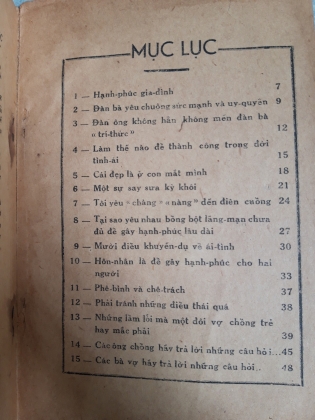 MỤC LỤC
1 — Hạnh-phúc gia-đình 7
2 — Đàn bà yêu chuộng sức mạnh và uy-quyền 9
3 — Đàn ông không hẳn không mến đàn bà
« tri-thức » 12
4 — Làm thế nào để thành công trong đời
tình-ái 15
5 — Cái đẹp là ở con mắt mình 18
6 — Một sự say sưa kỳ khôi 21
7 — Tôi yêu « chàng » « nàng » đến điên cuồng 24
8 — Tại sao yêu nhau bồng bột lãng-mạn chưa
đủ để gây hạnh-phúc lâu dài 27
9 — Mười điều khuyến-dụ về ái-tình 30
10 — Hôn-nhân là để gây hạnh-phúc cho hai
người 33
11 — Phê-bình và chê-trách 37
12 — Phải tránh những điều thái quá 38
13 — Những lầm lỗi mà một đôi vợ chồng trẻ
hay mắc phải 39
14 — Các ông chồng hãy trả lời những câu hỏi... 45
15 — Các bà vợ hãy trả lời những câu hỏi.. 48